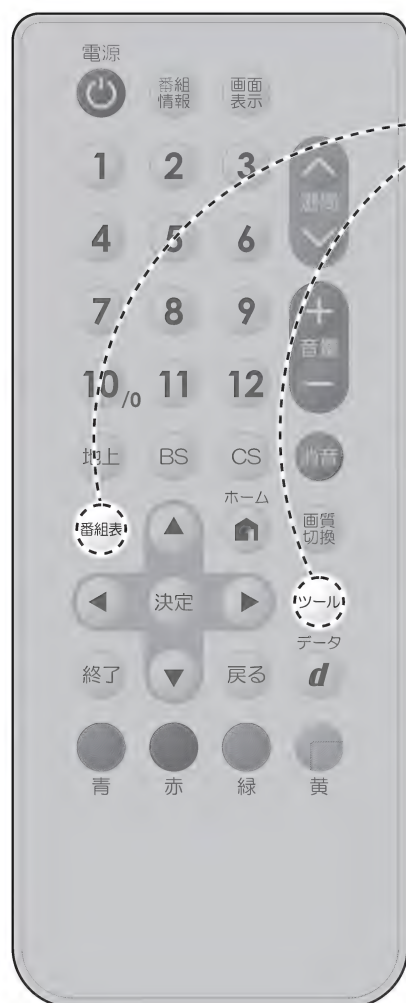 電源
番組
情報
画面
表示
1 2 3
選局
4 5 6
7 8 9
+
音量
−
10/0 11 12
地上 BS CS 消音
ホーム
番組表
画質
切換
決定
ツール
データ
終了 戻る d
青 赤 緑 黄